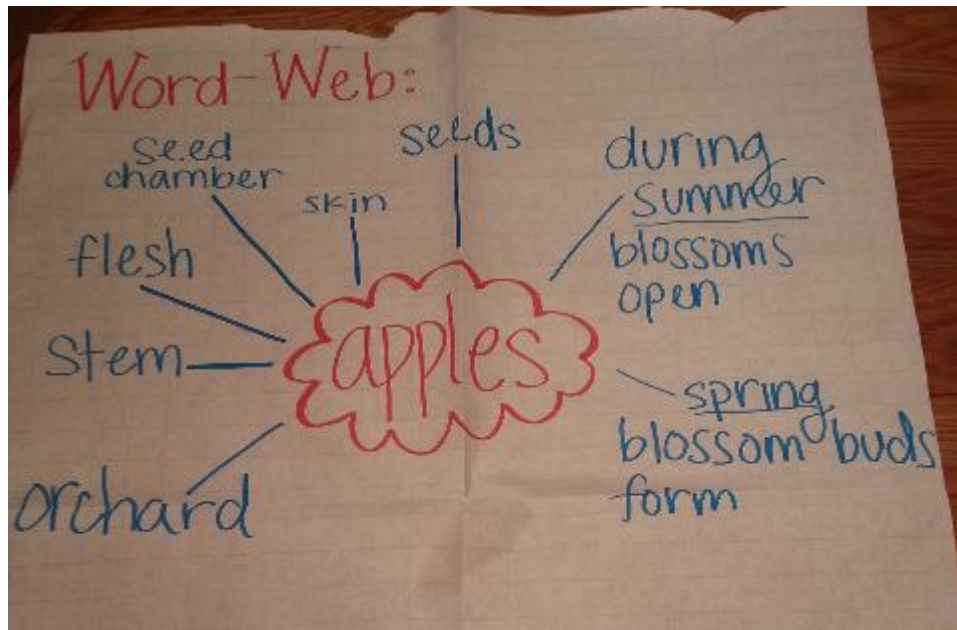 Word-Web:
seed
chamber
skin
seeds
during
summer
blossoms
open
flesh
stem
apples
orchard
spring
blossom buds
form